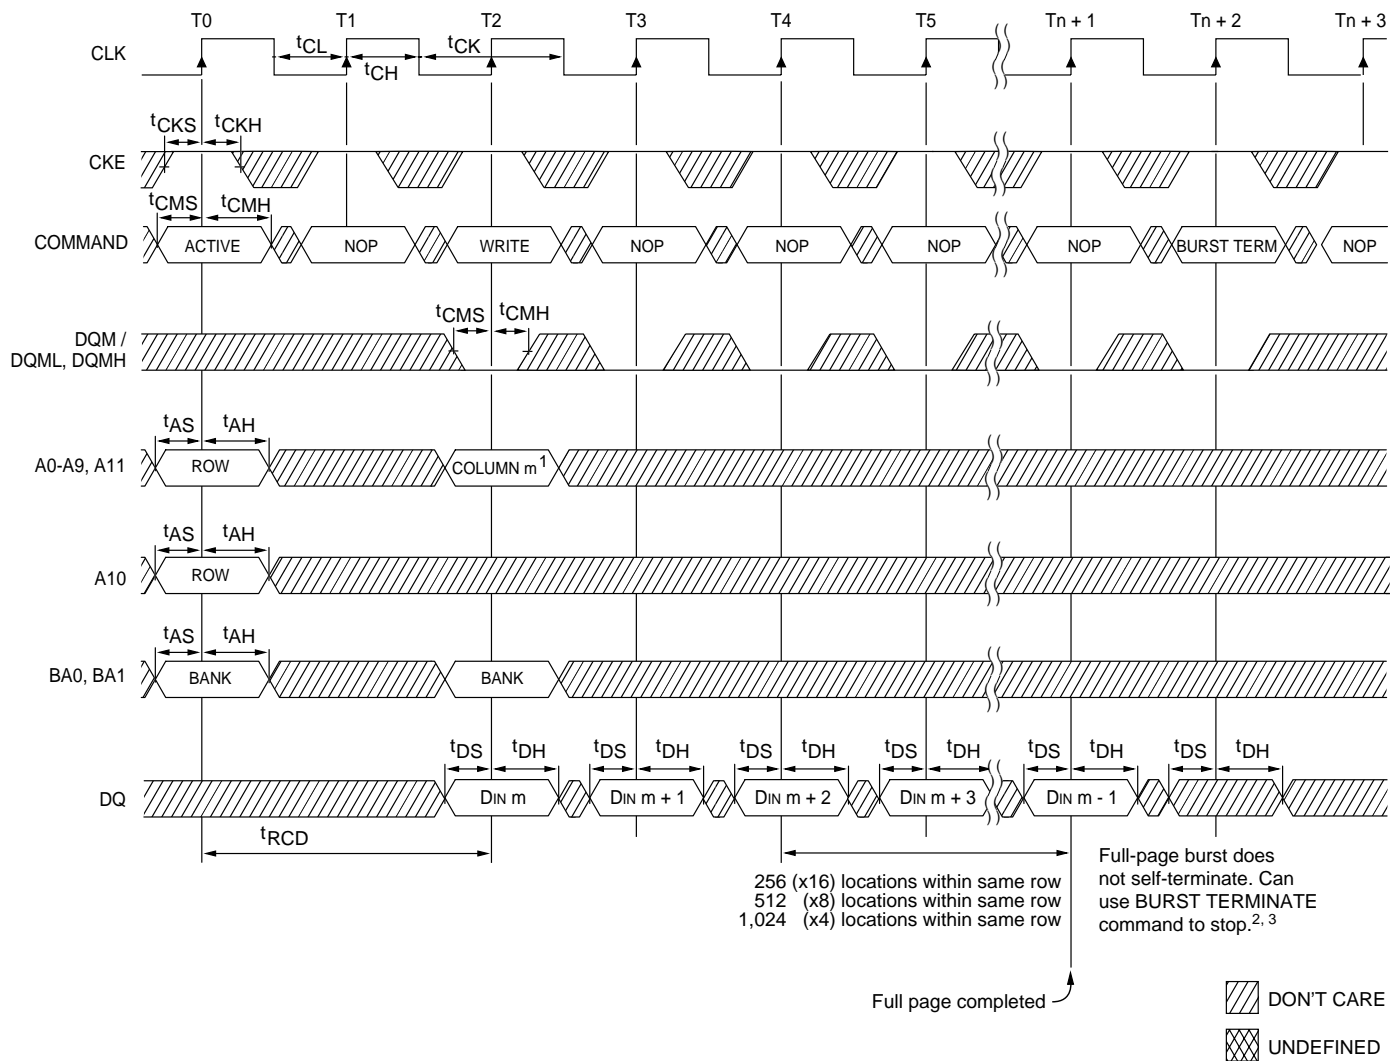 T0 T1 T2 T3 T4 T5 Tn + 1 Tn + 2 Tn + 3
CLK
tCL tCH tCK
tCKS tCKH
CKE
tCMS tCMH
COMMAND ACTIVE NOP WRITE NOP NOP NOP NOP BURST TERM NOP
tCMS tCMH
DQM /
DQML, DQMH
tAS tAH
A0-A9, A11 ROW COLUMN m1
tAS tAH
A10 ROW
tAS tAH
BA0, BA1 BANK BANK
tDS tDH tDS tDH tDS tDH tDS tDH tDS tDH tDS tDH
DQ DIN m DIN m + 1 DIN m + 2 DIN m + 3 DIN m - 1
tRCD
256 (x16) locations within same row
512 (x8) locations within same row
1,024 (x4) locations within same row
Full-page burst does
not self-terminate. Can
use BURST TERMINATE
command to stop.2, 3
Full page completed
DON'T CARE
UNDEFINED